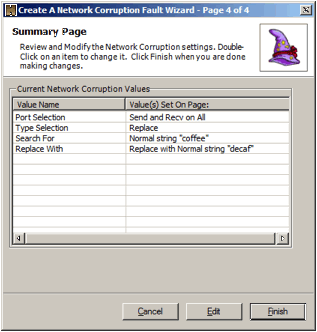 Create A Network Corruption Fault Wizard - Page 4 of 4
Summary Page
Review and Modify the Network Corruption settings. Double-
Click on an item to change it. Click Finish when you are done
making changes.
Current Network Corruption Values
Value Name Value(s) Set On Page:
Port Selection Send and Recv on All
Type Selection Replace
Search For Normal string "coffee"
Replace With Replace with Normal string "decaf"
Cancel Edit Finish